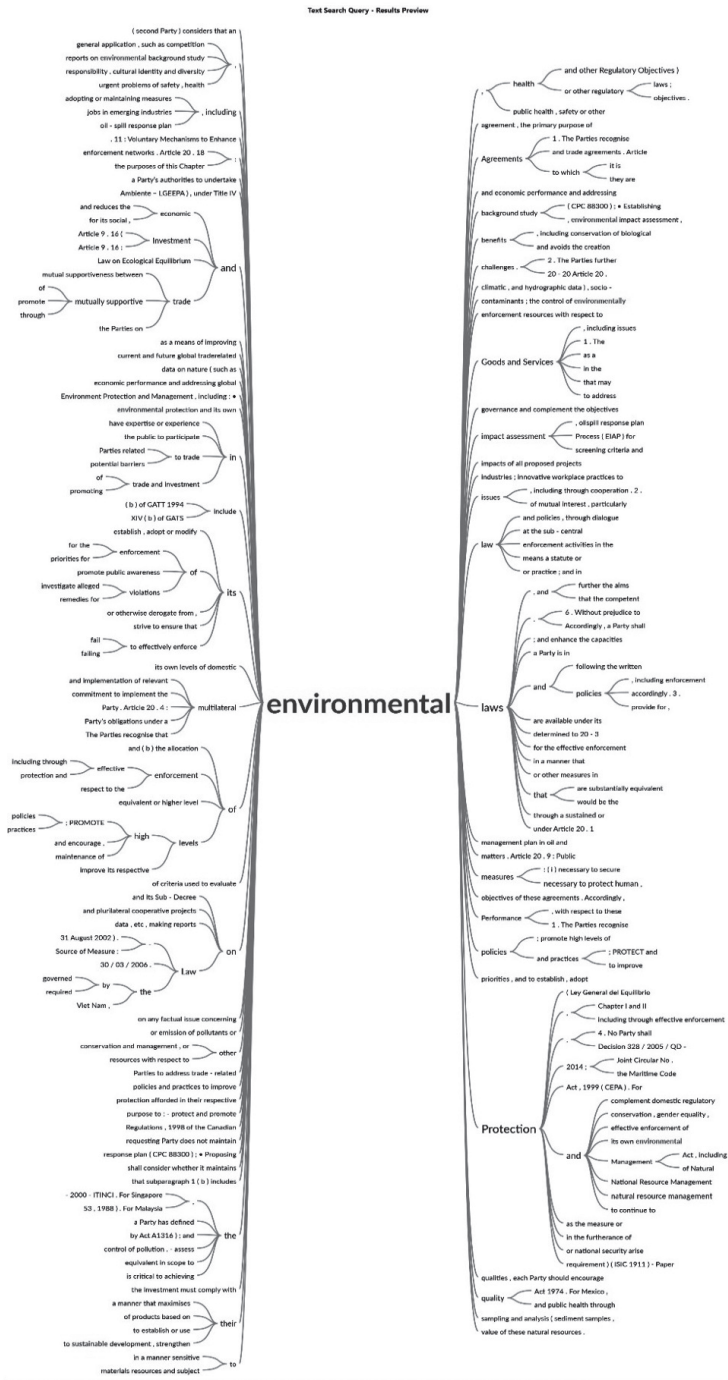 Text Search Query - Results Preview
( second Party ) considers that an
general application , such as competition
reports on environmental background study
responsibility , cultural identity and diversity
urgent problems of safety , health
,
adopting or maintaining measures
jobs in emerging industries
oil - spill response plan
, including
. 11 : Voluntary Mechanisms to Enhance
enforcement networks . Article 20 . 18
the purposes of this Chapter
:
a Party's authorities to undertake
Ambiente – LGEEPA ) , under Title IV
and reduces the
for its social ,
economic
Article 9 . 16 (
Article 9 . 16 :
Investment
Law on Ecological Equilibrium
and
mutual supportiveness between
of
promote
through
mutually supportive
trade
the Parties on
as a means of improving
current and future global traderelated
data on nature ( such as
economic performance and addressing global
Environment Protection and Management , including : •
environmental protection and its own
have expertise or experience
the public to participate
Parties related
potential barriers
to trade
in
of
promoting
trade and investment
( b ) of GATT 1994
XIV ( b ) of GATS
include
establish , adopt or modify
for the
priorities for
enforcement
promote public awareness
of
investigate alleged
remedies for
violations
its
or otherwise derogate from ,
strive to ensure that
fail
failing
to effectively enforce
its own levels of domestic
and implementation of relevant
commitment to implement the
Party . Article 20 . 4 :
Party's obligations under a
The Parties recognise that
multilateral
and ( b ) the allocation
including through
protection and
effective
respect to the
enforcement
equivalent or higher level
of
policies
practices
; PROMOTE
and encourage ,
maintenance of
high
improve its respective
levels
of criteria used to evaluate
and its Sub - Decree
and plurilateral cooperative projects
data , etc , making reports
31 August 2002 ) .
Source of Measure :
.
30 / 03 / 2006 .
Law
on
governed
required
by
the
Viet Nam ,
on any factual issue concerning
or emission of pollutants or
conservation and management , or
resources with respect to
other
Parties to address trade - related
policies and practices to improve
protection afforded in their respective
purpose to : - protect and promote
Regulations , 1998 of the Canadian
requesting Party does not maintain
response plan ( CPC 88300 ) ; • Proposing
shall consider whether it maintains
that subparagraph 1 ( b ) includes
- 2000 - ITINCI . For Singapore
53 , 1988 ) . For Malaysia
,
a Party has defined
by Act A1316 ) ; and
control of pollution . - assess
equivalent in scope to
is critical to achieving
the
the investment must comply with
a manner that maximises
of products based on
to establish or use
to sustainable development , strengthen
their
in a manner sensitive
materials resources and subject
to
environmental
,
health
and other Regulatory Objectives )
or other regulatory
laws ;
objectives .
public health , safety or other
agreement , the primary purpose of
Agreements
1 . The Parties recognise
and trade agreements . Article
to which
it is
they are
and economic performance and addressing
background study
( CPC 88300 ) ; • Establishing
, environmental impact assessment ,
benefits
, including conservation of biological
and avoids the creation
challenges .
2 . The Parties further
20 - 20 Article 20 .
climatic , and hydrographic data ) , socio -
contaminants ; the control of environmentally
enforcement resources with respect to
Goods and Services
, including issues
1 . The
as a
in the
that may
to address
governance and complement the objectives
impact assessment
, oilspill response plan
Process ( EIAP ) for
screening criteria and
impacts of all proposed projects
industries ; innovative workplace practices to
issues
, including through cooperation . 2 .
of mutual interest , particularly
law
and policies , through dialogue
at the sub - central
enforcement activities in the
means a statute or
or practice ; and in
laws
, and
further the aims
that the competent
.
6 . Without prejudice to
Accordingly , a Party shall
; and enhance the capacities
a Party is in
and
following the written
policies
, including enforcement
accordingly . 3 .
provide for ,
are available under its
determined to 20 - 3
for the effective enforcement
in a manner that
or other measures in
that
are substantially equivalent
would be the
through a sustained or
under Article 20 . 1
management plan in oil and
matters . Article 20 . 9 : Public
measures
: ( i ) necessary to secure
necessary to protect human ,
objectives of these agreements . Accordingly ,
Performance
, with respect to these
1 . The Parties recognise
policies
; promote high levels of
and practices
; PROTECT and
to improve
priorities , and to establish , adopt
Protection
( Ley General del Equilibrio
,
Chapter I and II
including through effective enforcement
.
4 . No Party shall
Decision 328 / 2005 / QD -
2014 ;
Joint Circular No .
the Maritime Code
Act , 1999 ( CEPA ) . For
and
complement domestic regulatory
conservation , gender equality ,
effective enforcement of
its own environmental
Management
Act , including
of Natural
National Resource Management
natural resource management
to continue to
as the measure or
in the furtherance of
or national security arise
requirement ) ( ISIC 1911 ) - Paper
qualities , each Party should encourage
quality
Act 1974 . For Mexico ,
and public health through
sampling and analysis ( sediment samples ,
value of these natural resources .